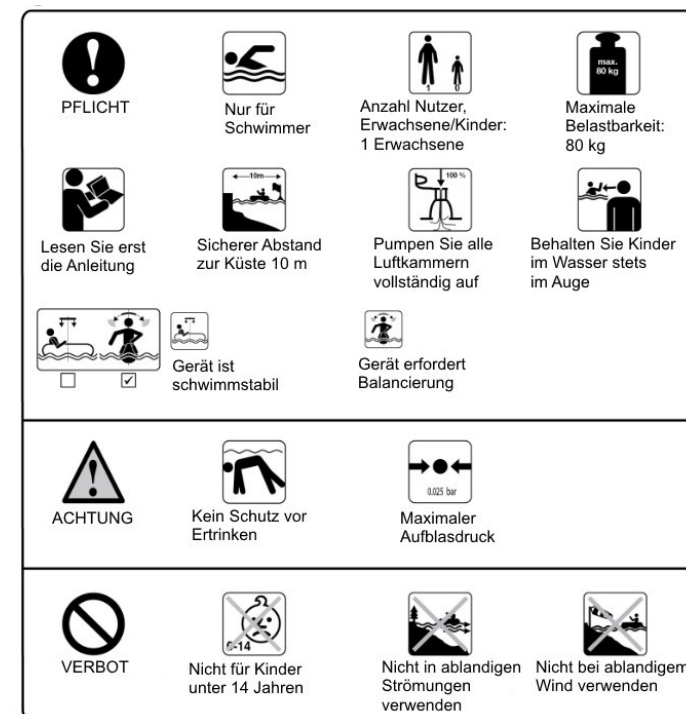 PFLICHT
Nur für
Schwimmer
1 0
Anzahl Nutzer,
Erwachsene/Kinder:
1 Erwachsene
max.
80 kg
Maximale
Belastbarkeit:
80 kg
Lesen Sie erst
die Anleitung
10m
Sicherer Abstand
zur Küste 10 m
100 %
Pumpen Sie alle
Luftkammern
vollständig auf
Behalten Sie Kinder
im Wasser stets
im Auge
Gerät ist
schwimmstabil
Gerät erfordert
Balancierung
ACHTUNG
Kein Schutz vor
Ertrinken
0.025 bar
Maximaler
Aufblasdruck
VERBOT
0-14
Nicht für Kinder
unter 14 Jahren
Nicht in ablandigen
Strömungen
verwenden
Nicht bei ablandigem
Wind verwenden